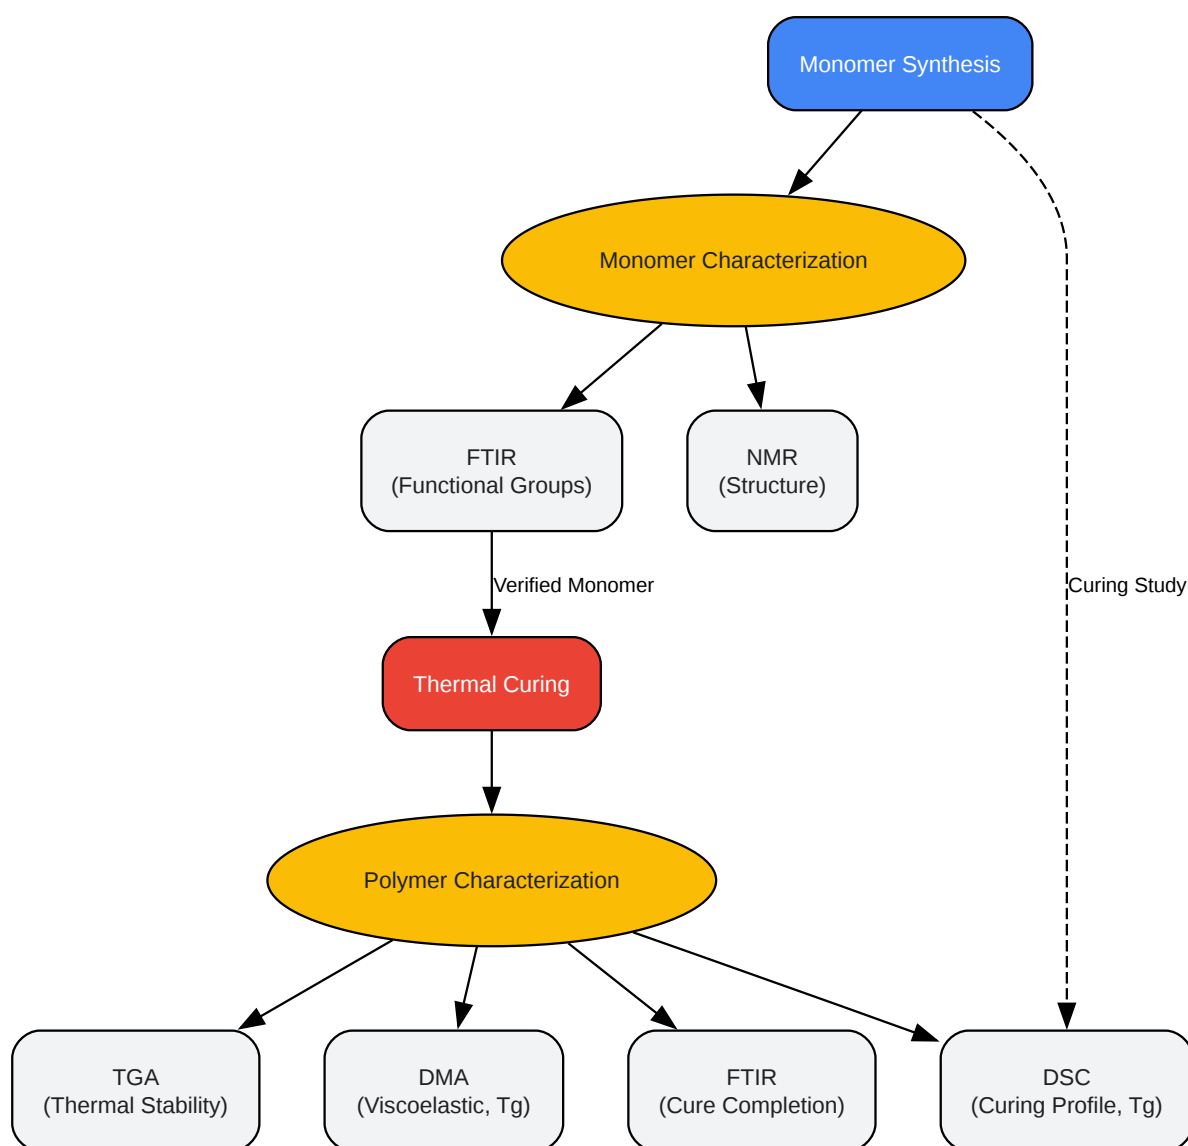 Monomer Synthesis
Monomer Characterization
FTIR
(Functional Groups)
NMR
(Structure)
Verified Monomer
Curing Study
Thermal Curing
Polymer Characterization
TGA
(Thermal Stability)
DMA
(Viscoelastic, Tg)
FTIR
(Cure Completion)
DSC
(Curing Profile, Tg)